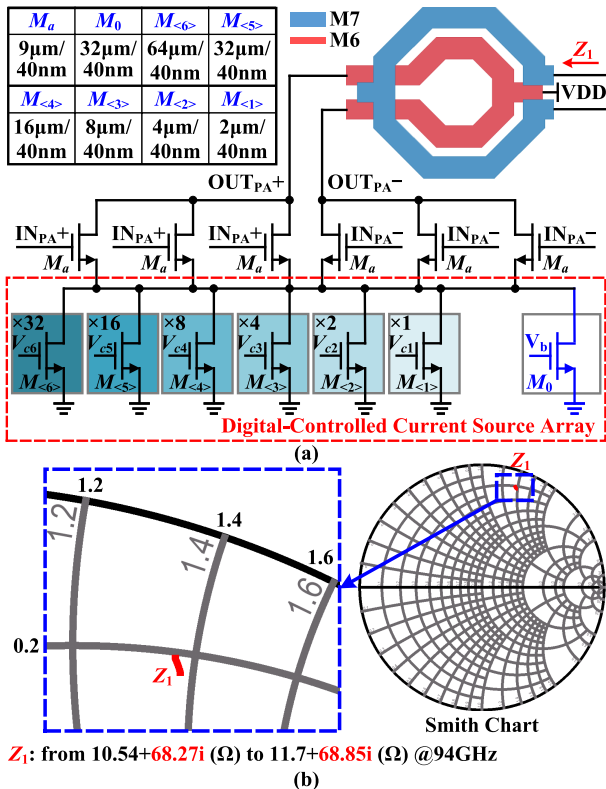 Ma M0 M<6> M<5>
9μm/40nm 32μm/40nm 64μm/40nm 32μm/40nm
M<4> M<3> M<2> M<1>
16μm/40nm 8μm/40nm 4μm/40nm 2μm/40nm
M7
M6
Z1
VDD
OUTPA+ OUTPA−
INPA+ INPA+ INPA+ INPA− INPA− INPA−
Ma Ma Ma Ma Ma Ma
×32 ×16 ×8 ×4 ×2 ×1
Vc6 Vc5 Vc4 Vc3 Vc2 Vc1 Vb
M<6> M<5> M<4> M<3> M<2> M<1> M0
Digital-Controlled Current Source Array
(a)
1.2
1.2
1.4
1.4
1.6
1.6
0.2
Z1
Z1
Smith Chart
Z1: from 10.54+68.27i (Ω) to 11.7+68.85i (Ω) @94GHz
(b)